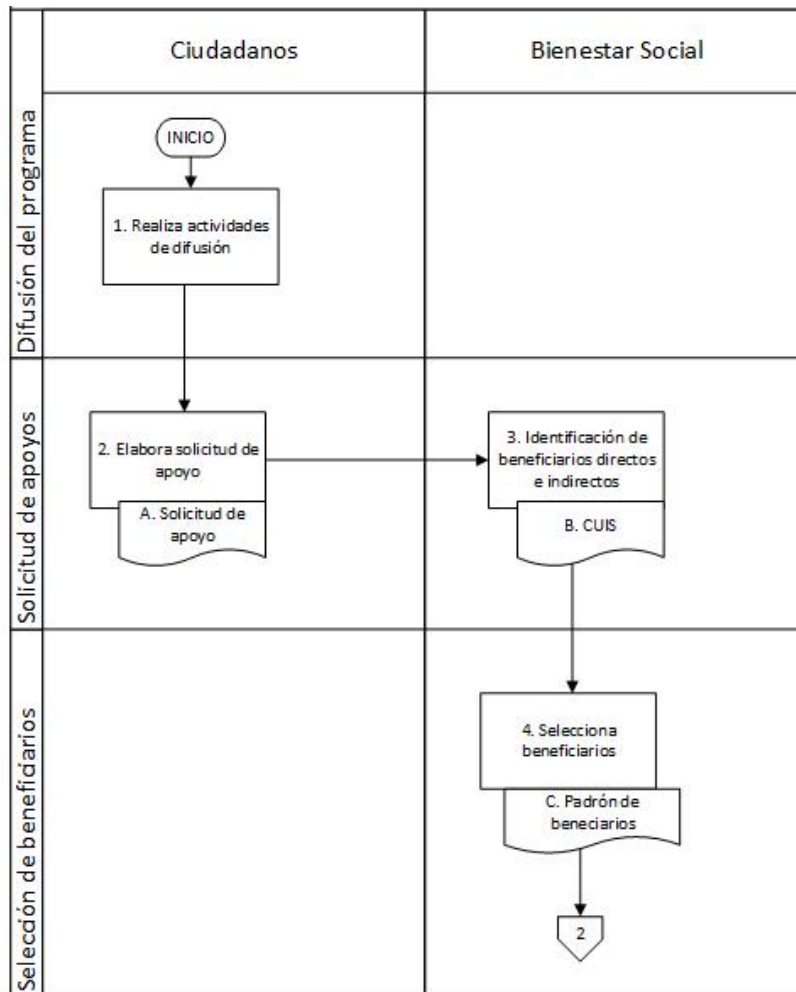 Ciudadanos
Bienestar Social
Difusión del programa
INICIO
1. Realiza actividades
de difusión
Solicitud de apoyos
2. Elabora solicitud de
apoyo
A. Solicitud de
apoyo
3. Identificación de
beneficiarios directos
e indirectos
B. CUIS
Selección de benefidarios
4. Selecciona
beneficiarios
C. Padrón de
beneciarios
2